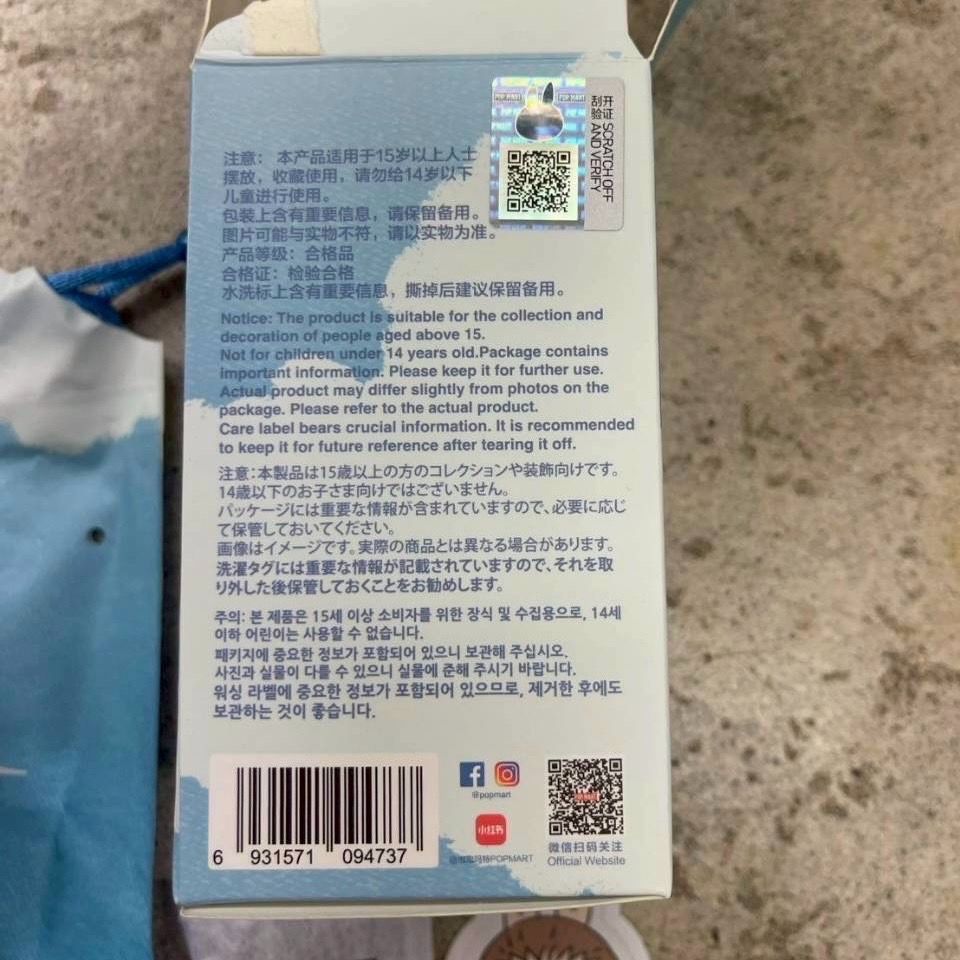 POP MART
POP MART
开 刮
证 验
SCRATCH OFF
AND VERIFY
注意： 本产品适用于15岁以上人士
摆放，收藏使用，请勿给14岁以下
儿童进行使用。
包装上含有重要信息，请保留备用。
图片可能与实物不符，请以实物为准。
产品等级：合格品
合格证：检验合格
水洗标上含有重要信息，撕掉后建议保留备用。
Notice: The product is suitable for the collection and
decoration of people aged above 15.
Not for children under 14 years old.Package contains
important information. Please keep it for further use.
Actual product may differ slightly from photos on the
package. Please refer to the actual product.
Care label bears crucial information. It is recommended
to keep it for future reference after tearing it off.
注意：本製品は15歳以上の方のコレクションや装飾向けです。
14歳以下のお子さま向けではございません。
パッケージには重要な情報が含まれていますので、必要に応じ
て保管しておいてください。
画像はイメージです。実際の商品とは異なる場合があります。
洗濯タグには重要な情報が記載されていますので、それを取
り外した後保管しておくことをお勧めします。
주의: 본 제품은 15세 이상 소비자를 위한 장식 및 수집용으로, 14세
이하 어린이는 사용할 수 없습니다.
패키지에 중요한 정보가 포함되어 있으니 보관해 주십시오.
사진과 실물이 다를 수 있으니 실물에 준해 주시기 바랍니다.
워싱 라벨에 중요한 정보가 포함되어 있으므로, 제거한 후에도
보관하는 것이 좋습니다.
6 931571 094737
@popmart
小红书
@泡泡玛特POPMART
微信扫码关注
Official Website